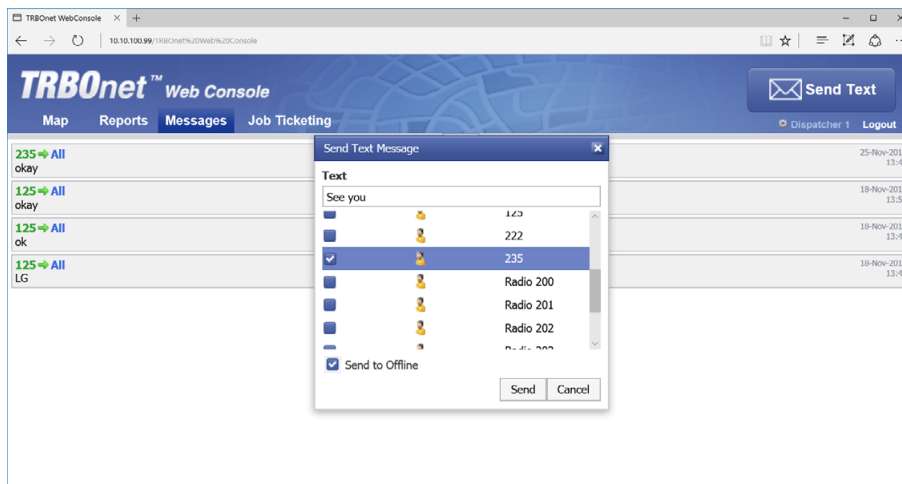 TRBOnet WebConsole
10.10.100.99/TRBOnet%20Web%20Console
TRBOnet™ Web Console
Send Text
Map Reports Messages Job Ticketing
Dispatcher 1 Logout
235 All
okay
25-Nov-201
13:4
125 All
okay
18-Nov-201
13:5
125 All
ok
18-Nov-201
13:4
125 All
LG
18-Nov-201
13:4
Send Text Message
Text
See you
125
222
235
Radio 200
Radio 201
Radio 202
Send to Offline
Send Cancel